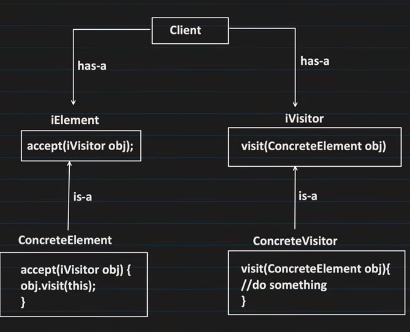 Client
has-a
has-a
iElement
iVisitor
accept(iVisitor obj);
visit(ConcreteElement obj)
is-a
is-a
ConcreteElement
ConcreteVisitor
accept(iVisitor obj) {
obj.visit(this);
}
visit(ConcreteElement obj){
//do something
}